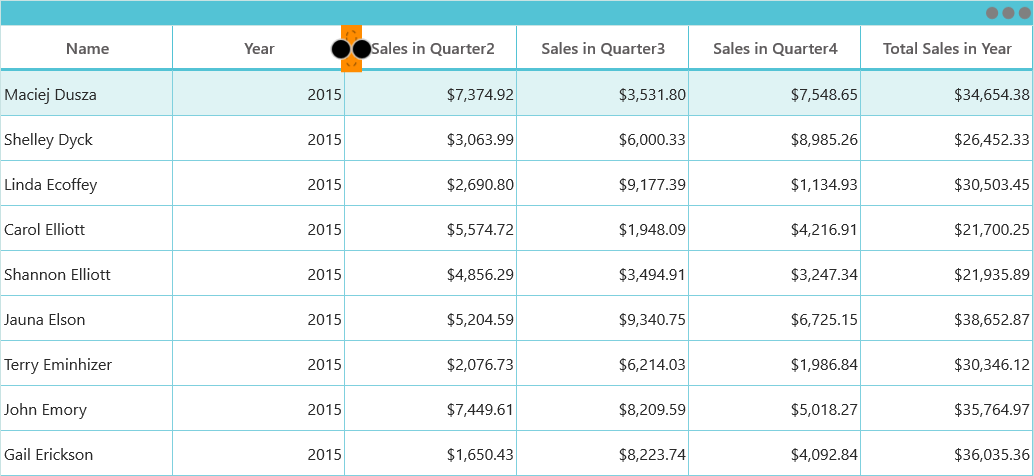 Name Year Sales in Quarter2 Sales in Quarter3 Sales in Quarter4 Total Sales in Year
Maciej Dusza 2015 $7,374.92 $3,531.80 $7,548.65 $34,654.38
Shelley Dyck 2015 $3,063.99 $6,000.33 $8,985.26 $26,452.33
Linda Ecoffey 2015 $2,690.80 $9,177.39 $1,134.93 $30,503.45
Carol Elliott 2015 $5,574.72 $1,948.09 $4,216.91 $21,700.25
Shannon Elliott 2015 $4,856.29 $3,494.91 $3,247.34 $21,935.89
Jauna Elson 2015 $5,204.59 $9,340.75 $6,725.15 $38,652.87
Terry Eminhizer 2015 $2,076.73 $6,214.03 $1,986.84 $30,346.12
John Emory 2015 $7,449.61 $8,209.59 $5,018.27 $35,764.97
Gail Erickson 2015 $1,650.43 $8,223.74 $4,092.84 $36,035.36